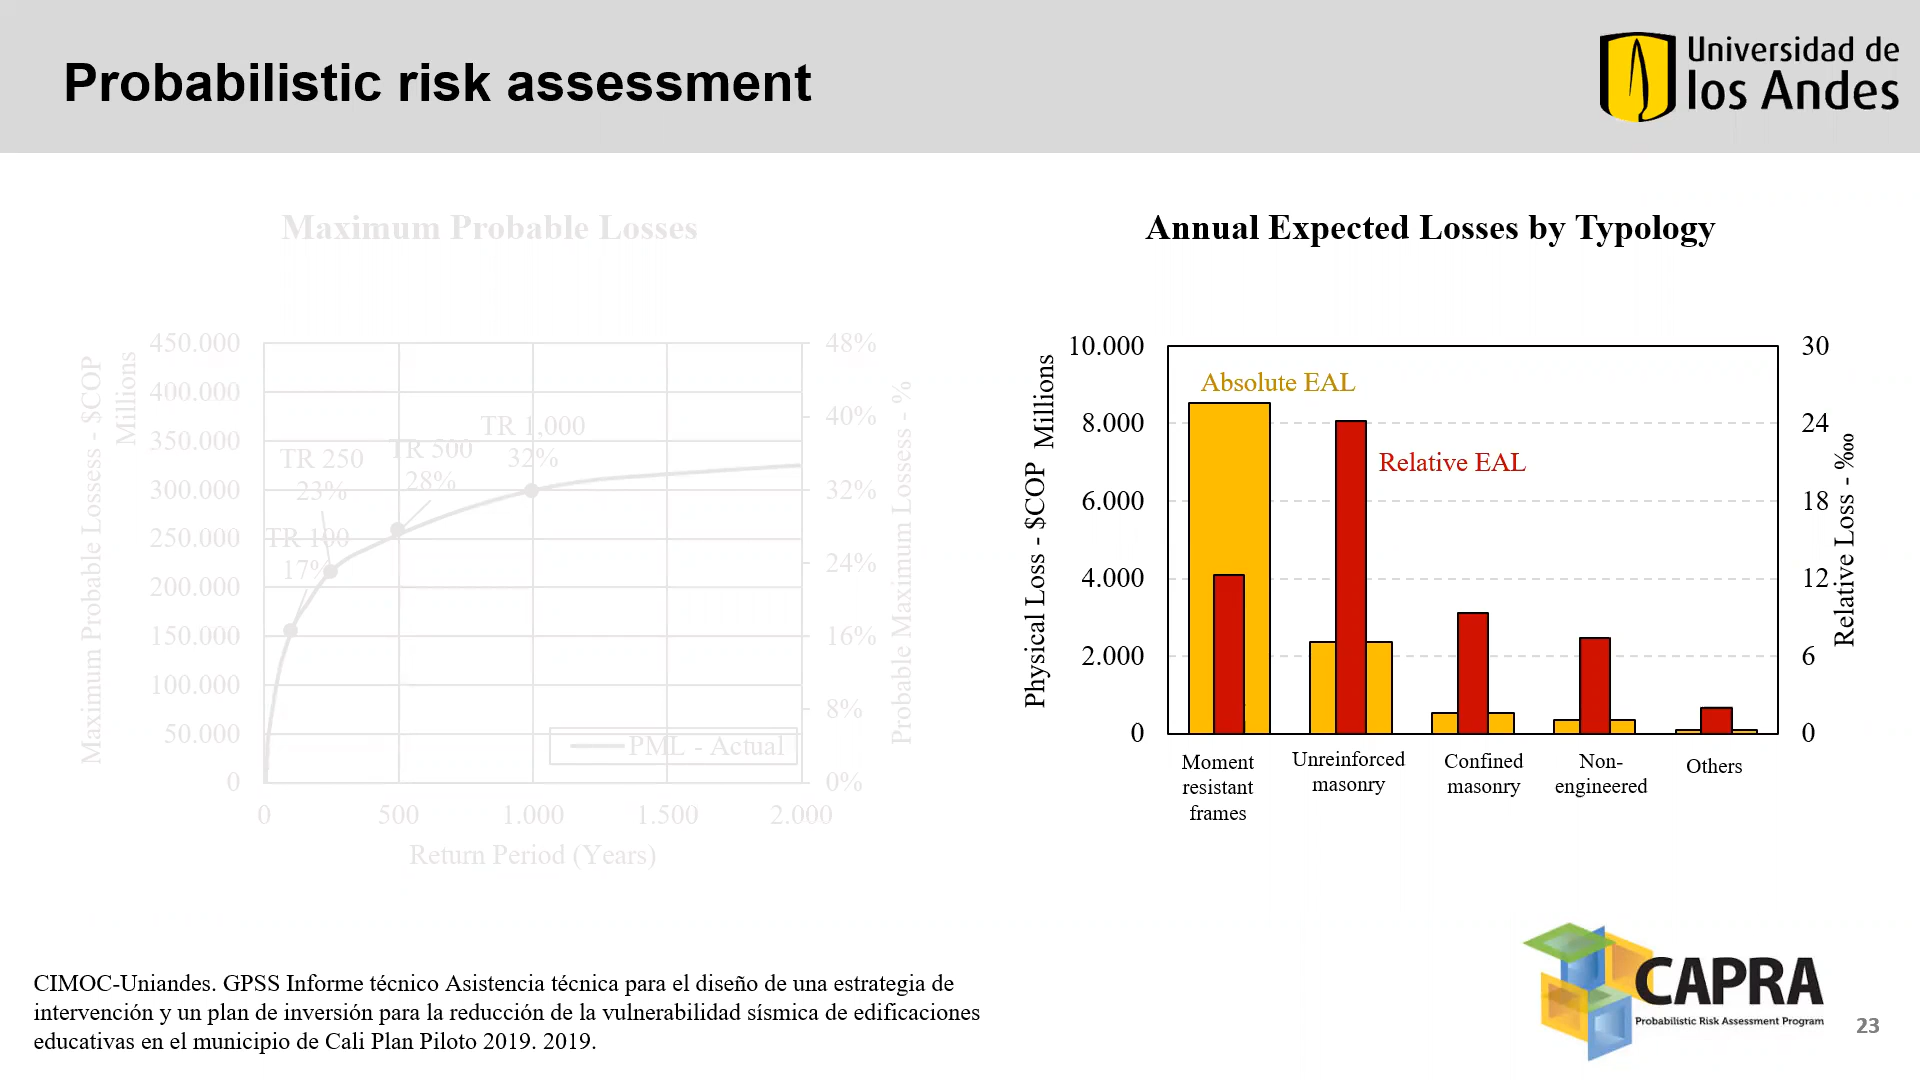 Probabilistic risk assessment
Universidad de
los Andes
Maximum Probable Losses
Maximum Probable Lossess - $COP
Millions
450.000
400.000
350.000
300.000
250.000
200.000
150.000
100.000
50.000
0
TR 100
17%
TR 250
23%
TR 500
28%
TR 1,000
32%
PML - Actual
48%
40%
32%
24%
16%
8%
0%
Probable Maximum Lossess - %
0
500
1.000
1.500
2.000
Return Period (Years)
Annual Expected Losses by Typology
Physical Loss - $COP Millions
10.000
8.000
6.000
4.000
2.000
0
Absolute EAL
Relative EAL
30
24
18
12
6
0
Relative Loss - ‱
Moment
resistant
frames
Unreinforced
masonry
Confined
masonry
Non-
engineered
Others
CIMOC-Uniandes. GPSS Informe técnico Asistencia técnica para el diseño de una estrategia de
intervención y un plan de inversión para la reducción de la vulnerabilidad sísmica de edificaciones
educativas en el municipio de Cali Plan Piloto 2019. 2019.
CAPRA
Probabilistic Risk Assessment Program
23